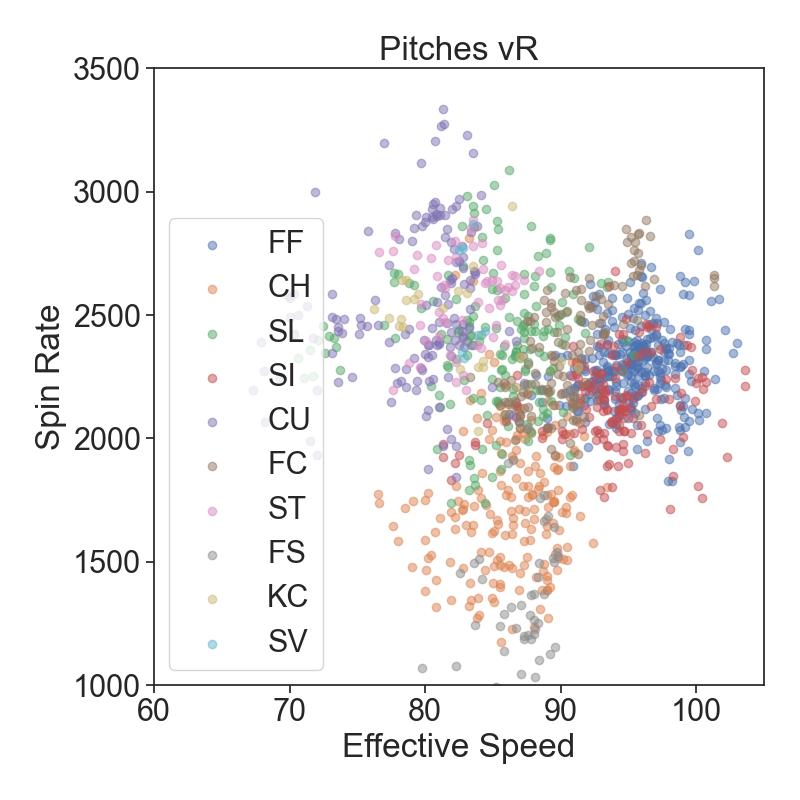 Pitches vR
3500
3000
2500
2000
1500
1000
Spin Rate
FF
CH
SL
SI
CU
FC
ST
FS
KC
SV
60 70 80 90 100
Effective Speed